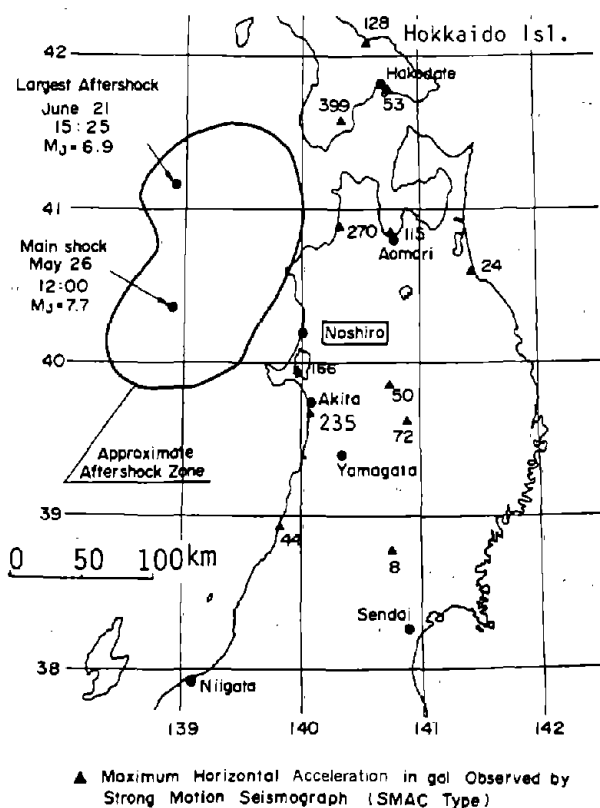 128
Hokkaido Isl.
42
Hakodate
Largest Aftershock
June 21
15:25
MJ=6.9
399
53
41
270
115
Aomori
24
Main shock
May 26
12:00
MJ=7.7
Noshiro
40
166
Akita
235
50
72
Yamagata
Approximate
Aftershock Zone
39
44
0 50 100km
8
Sendai
38
Niigata
139 140 141 142
▲ Maximum Horizontal Acceleration in gal Observed by
Strong Motion Seismograph (SMAC Type)